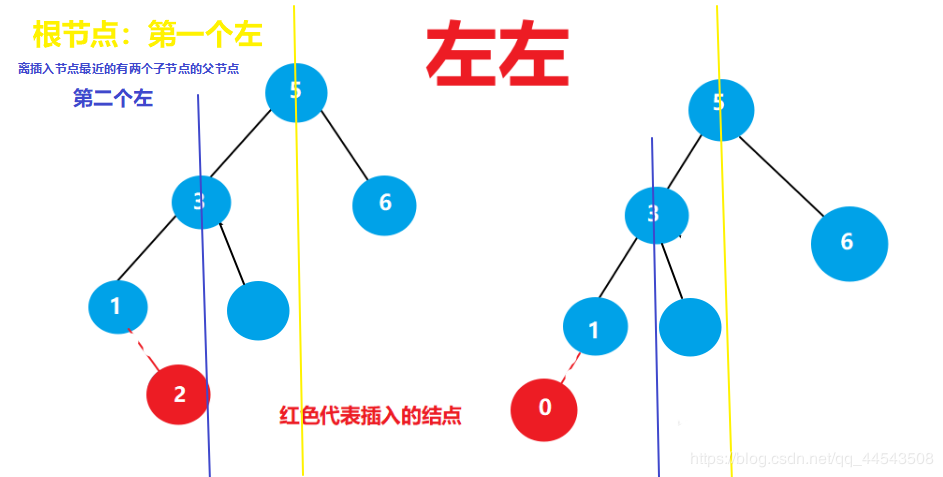 根节点：第一个左
离插入节点最近的有两个子节点的父节点
第二个左
左左
5
3
6
1
2
5
3
6
1
0
红色代表插入的结点
https://blog.csdn.net/qq_44543508